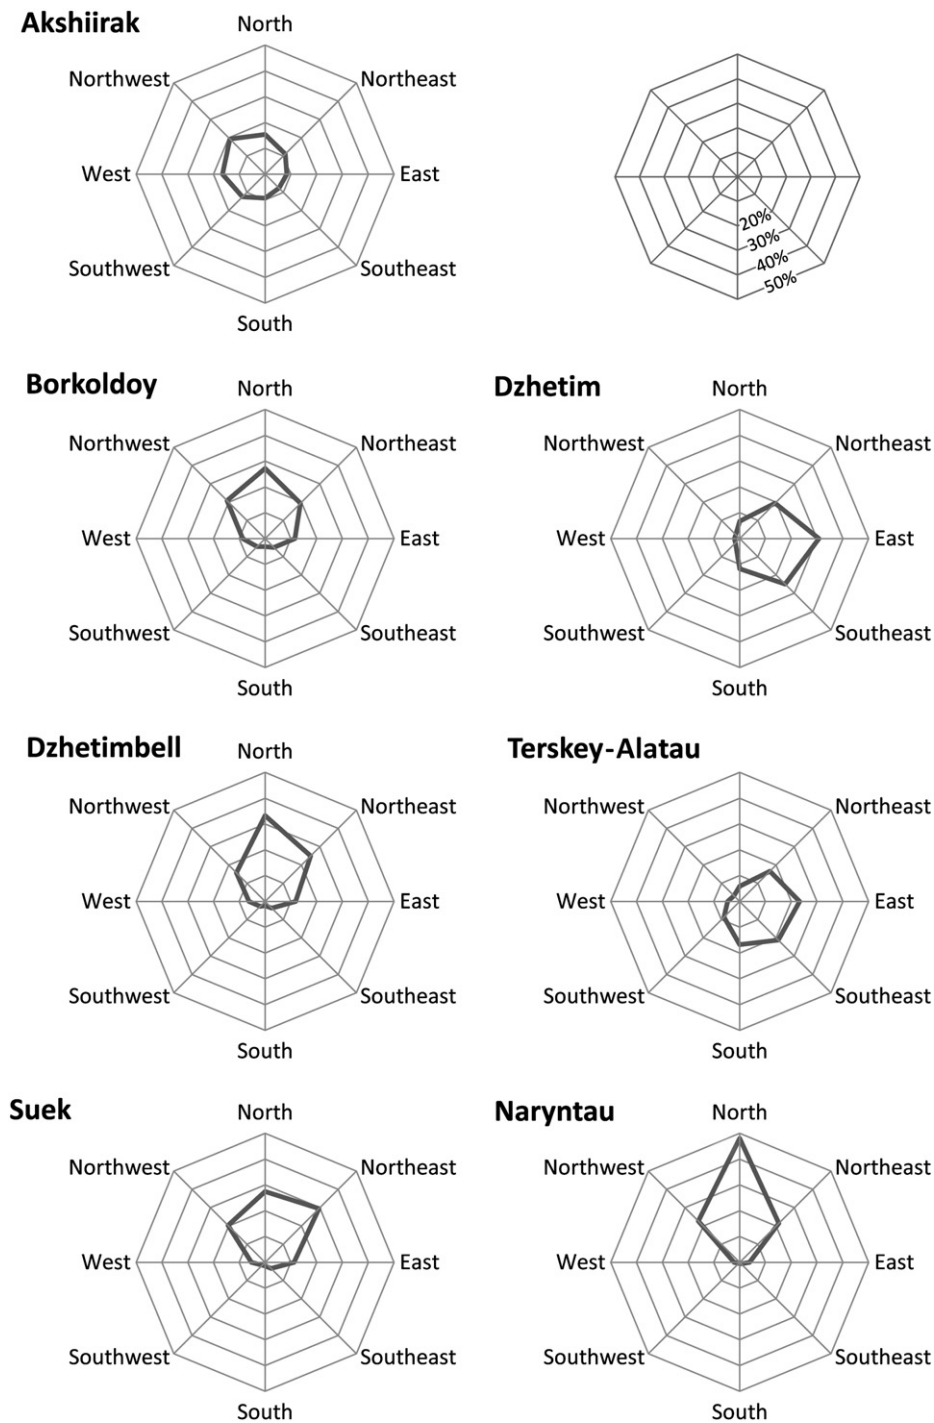 Akshiirak
North
Northwest
Northeast
West
East
Southwest
Southeast
South
20%
30%
40%
50%
Borkoldoy
North
Northwest
Northeast
West
East
Southwest
Southeast
South
Dzhetim
North
Northwest
Northeast
West
East
Southwest
Southeast
South
Dzhetimbell
North
Northwest
Northeast
West
East
Southwest
Southeast
South
Terskey-Alatau
North
Northwest
Northeast
West
East
Southwest
Southeast
South
Suek
North
Northwest
Northeast
West
East
Southwest
Southeast
South
Naryntau
North
Northwest
Northeast
West
East
Southwest
Southeast
South